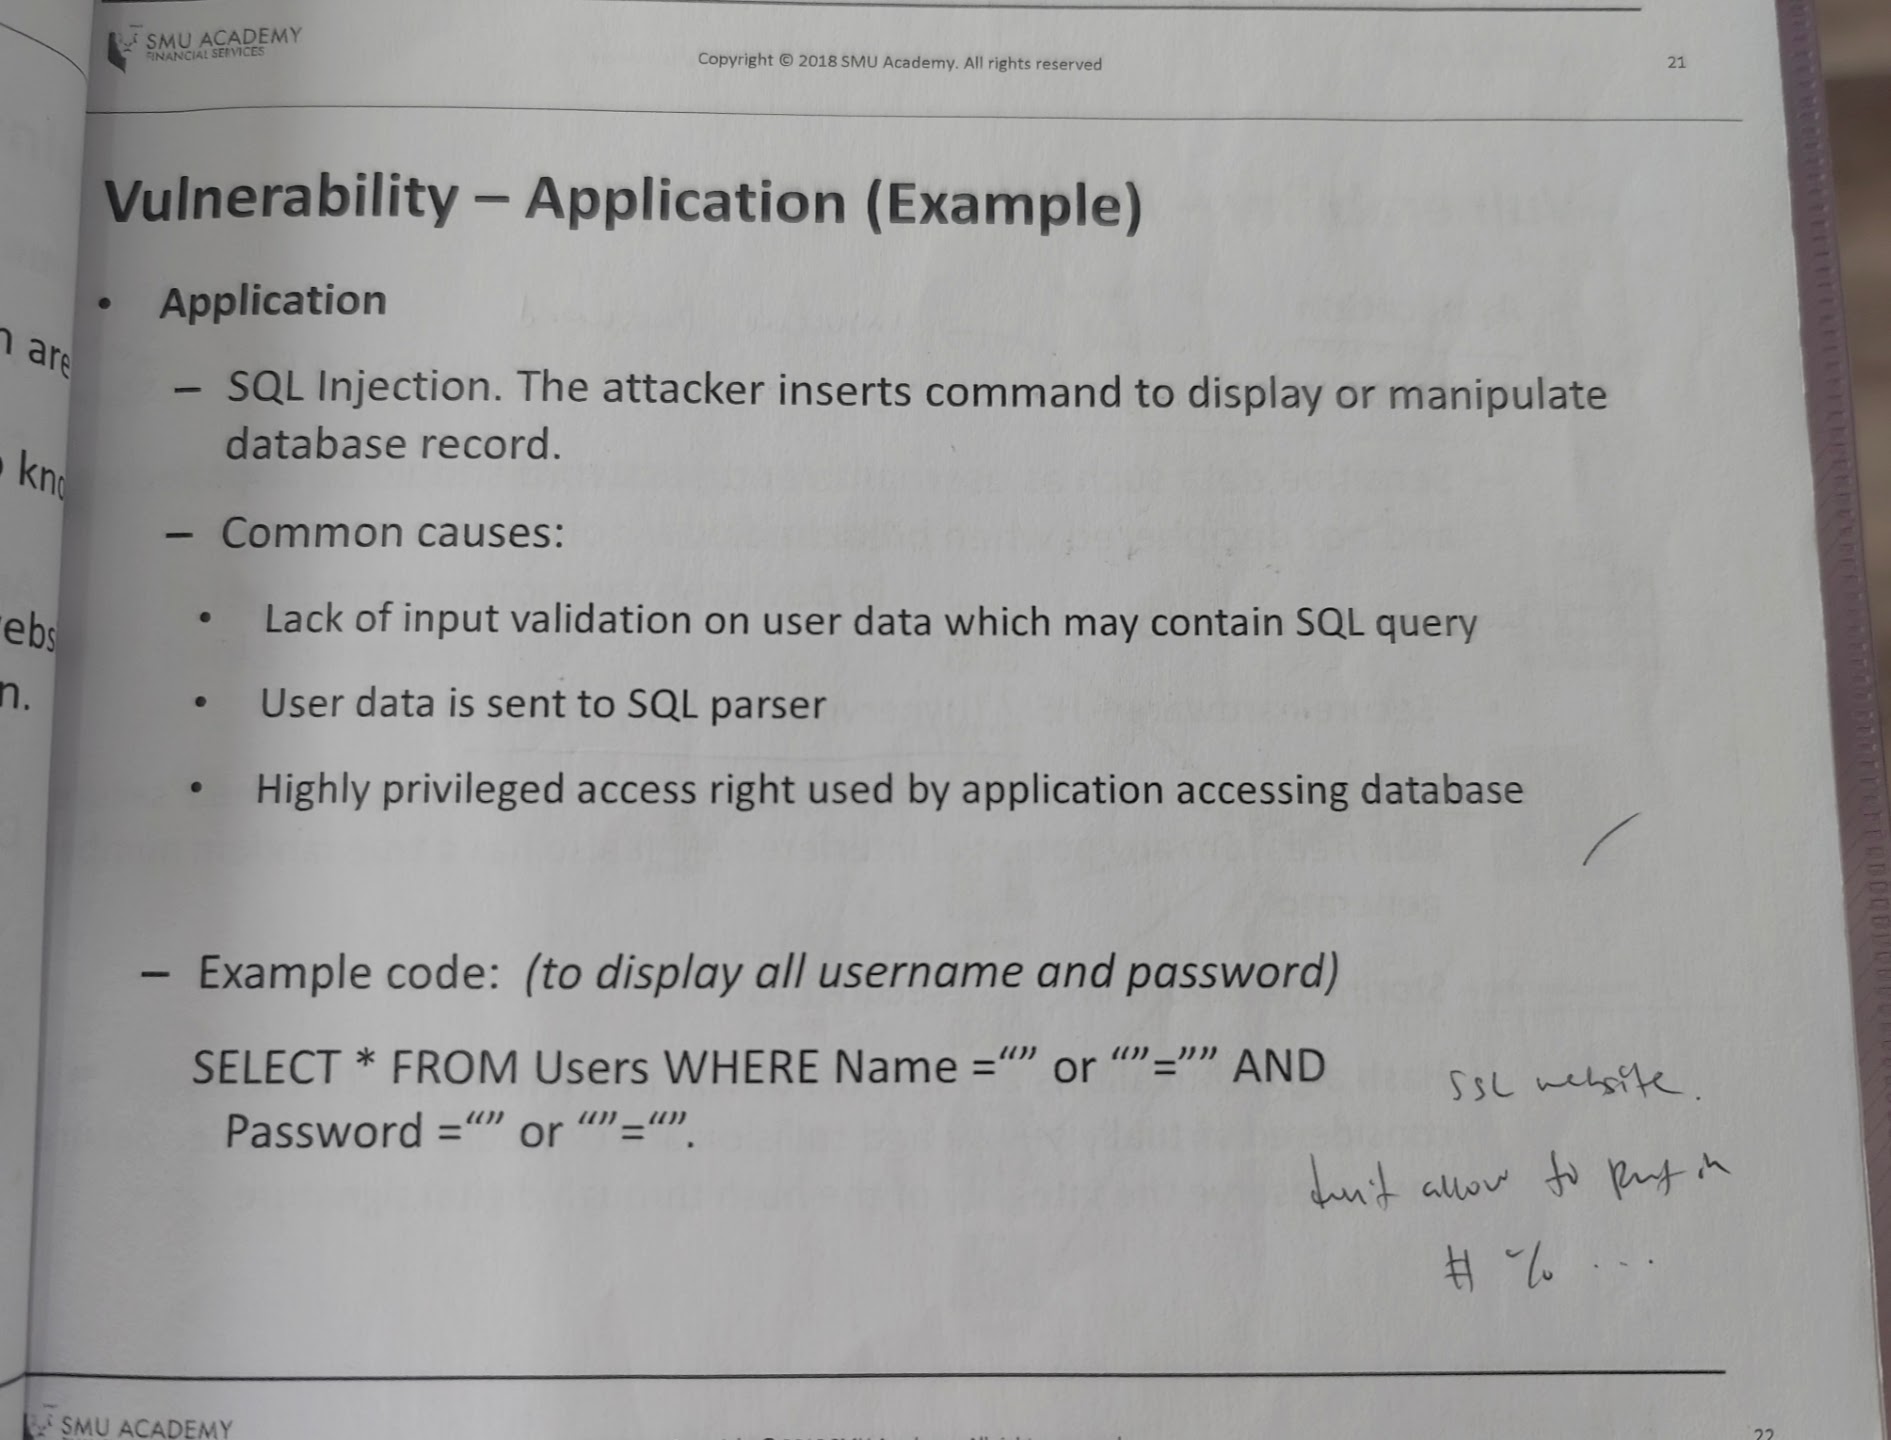 SMU ACADEMY
FINANCIAL SERVICES
Copyright © 2018 SMU Academy. All rights reserved
21
Vulnerability – Application (Example)
• Application
– SQL Injection. The attacker inserts command to display or manipulate
database record.
– Common causes:
• Lack of input validation on user data which may contain SQL query
• User data is sent to SQL parser
• Highly privileged access right used by application accessing database
– Example code: (to display all username and password)
SELECT * FROM Users WHERE Name =“” or “”=”” AND
Password =“” or “”=“”.
SSL website.
don't allow to put in
# % ...
are
ebs
n.
SMU ACADEMY
22